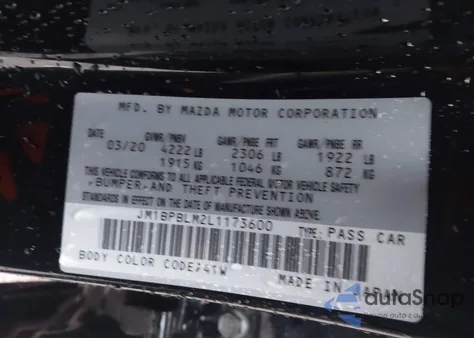 MFD. BY MAZDA MOTOR CORPORATION
DATE GVWR/PNBV GAWR/PNBE FRT GAWR/PNBE RR
03/20 4222 LB 2306 LB 1922 LB
1915 KG 1046 KG 872 KG
THIS VEHICLE CONFORMS TO ALL APPLICABLE FEDERAL MOTOR VEHICLE SAFETY
,BUMPER, AND THEFT PREVENTION
STANDARDS IN EFFECT ON THE DATE OF MANUFACTURE SHOWN ABOVE.
JM1BPBLM2L1173600 TYPE: PASS CAR
BODY COLOR CODE: 41W MADE IN JAPAN
autaSnap